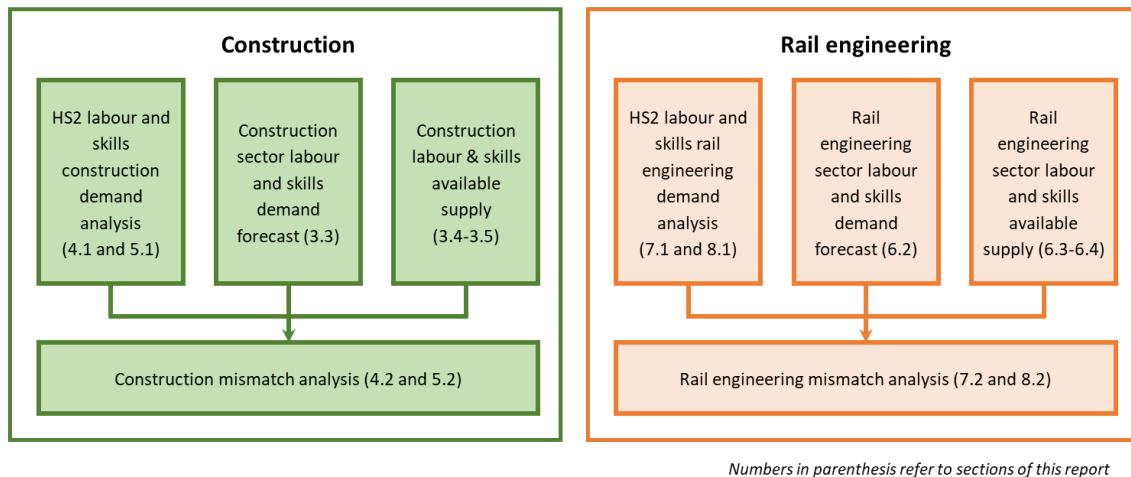 Construction
HS2 labour and
skills
construction
demand
analysis
(4.1 and 5.1)
Construction
sector labour
and skills
demand
forecast (3.3)
Construction
labour & skills
available
supply
(3.4-3.5)
Construction mismatch analysis (4.2 and 5.2)
Rail engineering
HS2 labour and
skills rail
engineering
demand
analysis
(7.1 and 8.1)
Rail
engineering
sector labour
and skills
demand
forecast (6.2)
Rail
engineering
sector labour
and skills
available
supply (6.3-6.4)
Rail engineering mismatch analysis (7.2 and 8.2)
Numbers in parenthesis refer to sections of this report